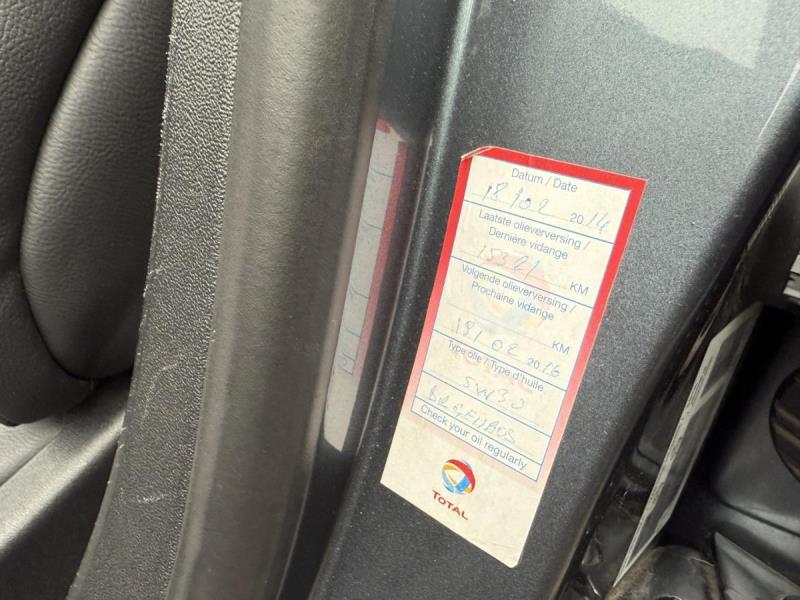 Datum / Date
18/02 2014
Laatste olieverversing /
Dernière vidange
15321 KM
Volgende olieverversing /
Prochaine vidange
KM
18/02 2016
Type olie / Type d'huile
5W30
Check your oil regularly
TOTAL